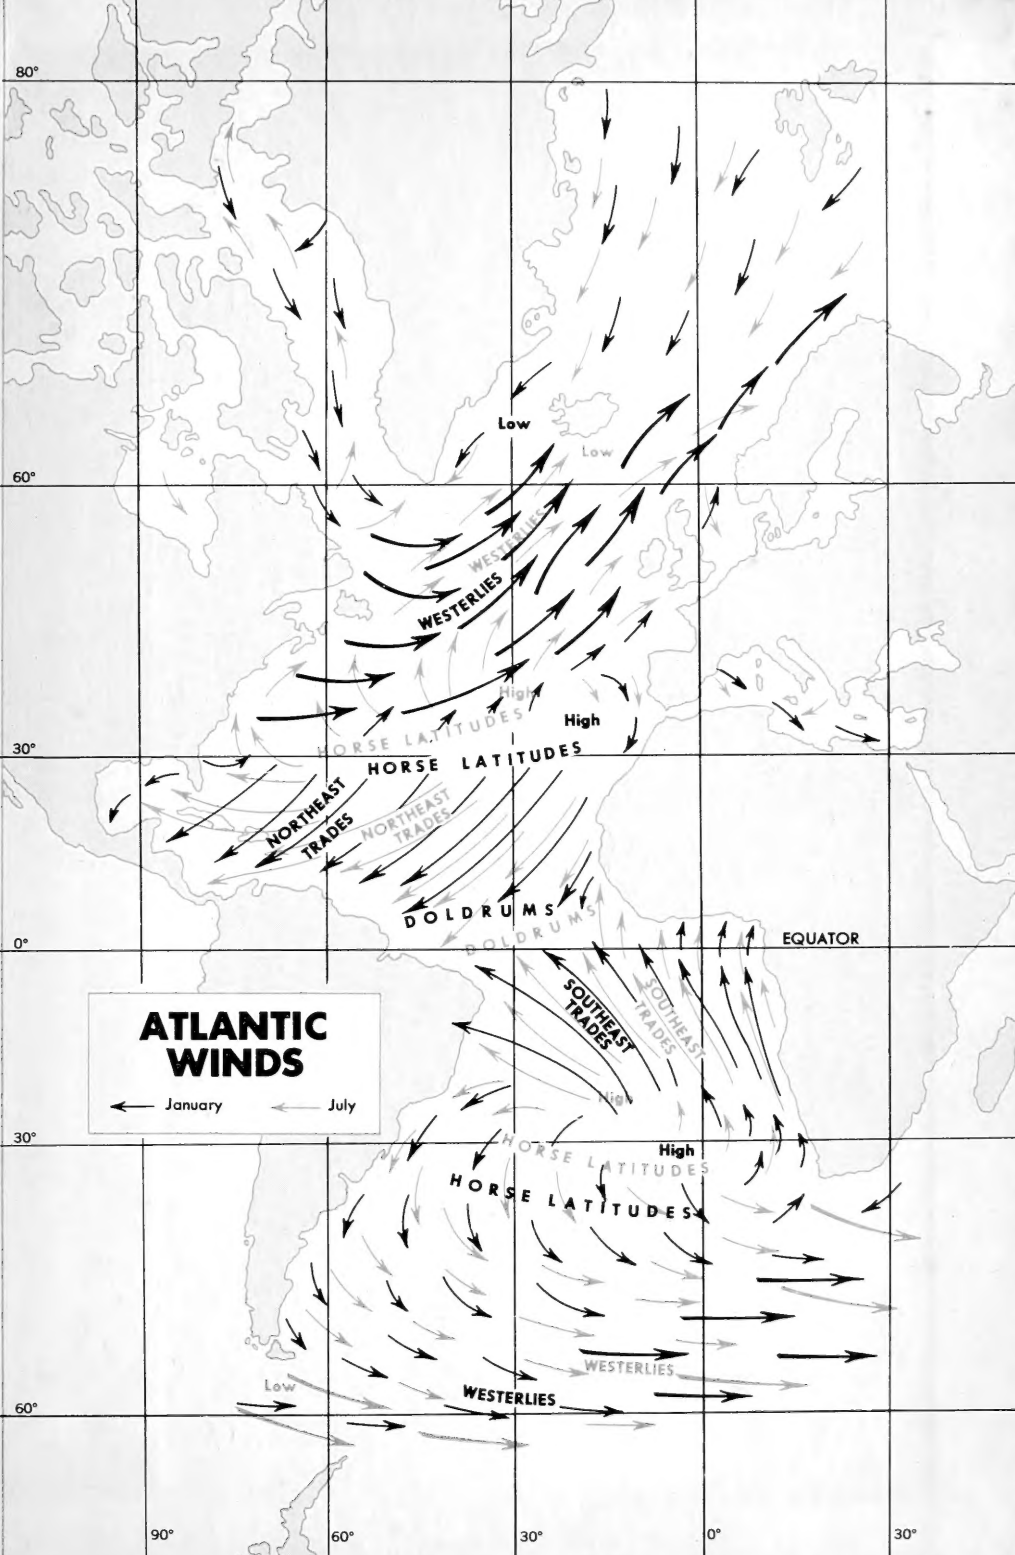 80°
Low
Low
60°
WESTERLIES
WESTERLIES
High
High
HORSE LATITUDES
30°
HORSE LATITUDES
NORTHEAST
TRADES
NORTHEAST
TRADES
DOLDRUMS
DOLDRUMS
0°
EQUATOR
SOUTHEAST
TRADES
SOUTHEAST
TRADES
ATLANTIC
WINDS
January
July
High
30°
HORSE LATITUDES
High
HORSE LATITUDES
WESTERLIES
Low
WESTERLIES
60°
90°
60°
30°
0°
30°